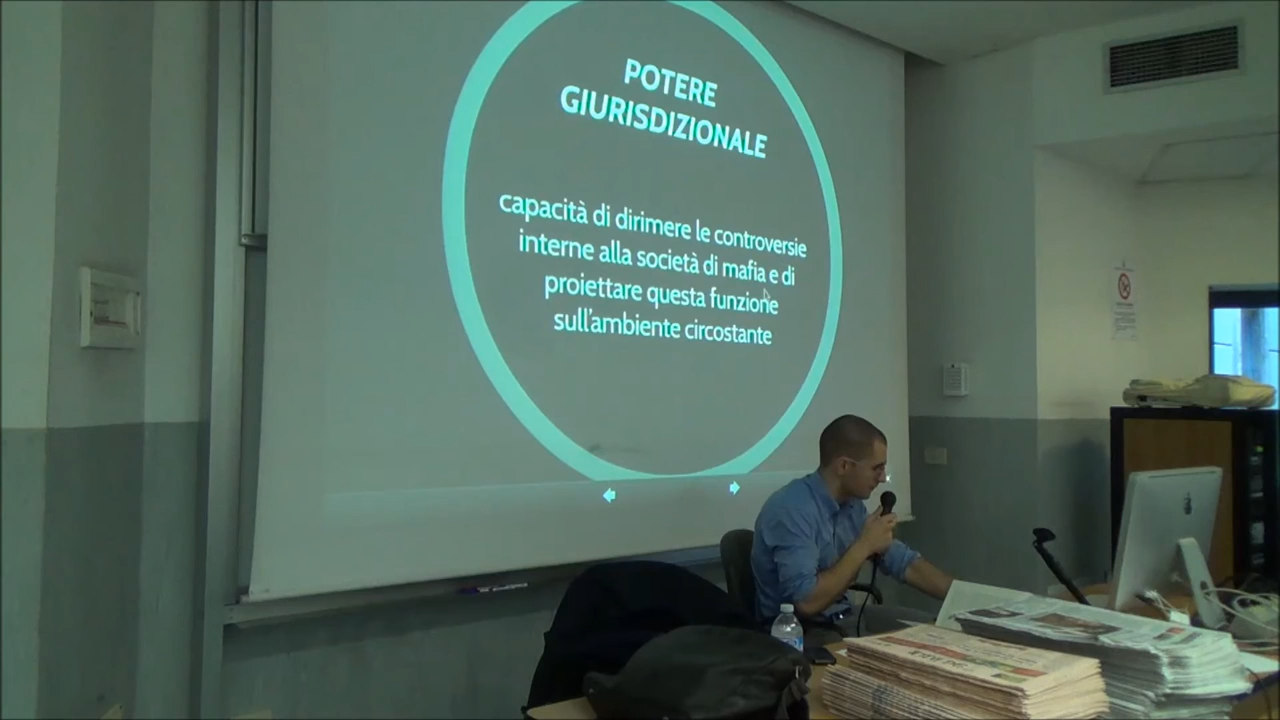 POTERE
GIURISDIZIONALE
capacità di dirimere le controversie
interne alla società di mafia e di
proiettare questa funzione
sull'ambiente circostante